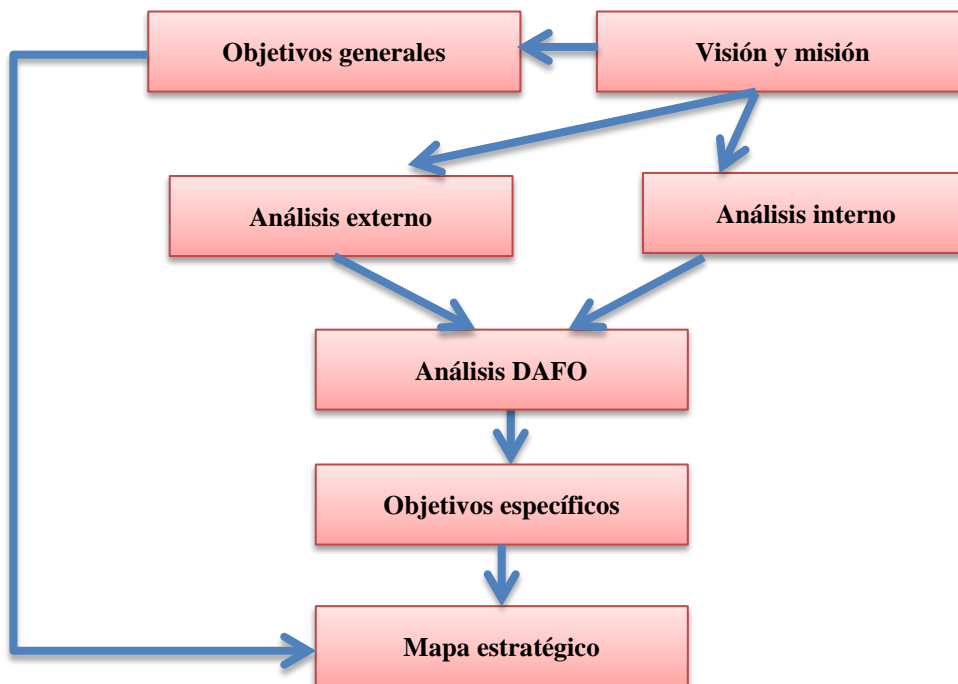 Objetivos generales
Visión y misión
Análisis externo
Análisis interno
Análisis DAFO
Objetivos específicos
Mapa estratégico